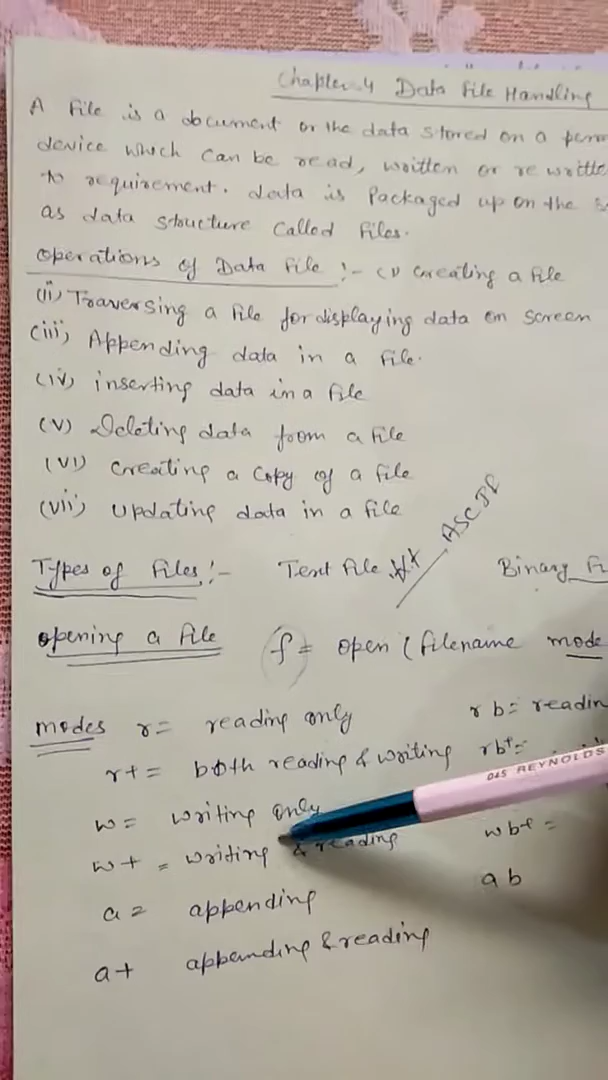 Chapter 4 Data File Handling
A File is a document or the data stored on a
device which can be read, written or re
to requirement. data is Packaged up on the
as data structure called Files.
operations of Data File :- (i) creating a file
(ii) Traversing a file for displaying data on screen
(iii) Appending data in a file.
(iv) inserting data in a file
(v) Deleting data from a file
(vi) creating a copy of a file
(vii) updating data in a file
Types of Files :- Text File .txt ASCII Binary
opening a file f = open ( filename mode
modes r = reading only rb =
r+ = both reading & writing rb+ =
045 REYNOLDS
w = writing only
w+ = writing & reading wb+ =
a = appending ab
a+ appending & reading